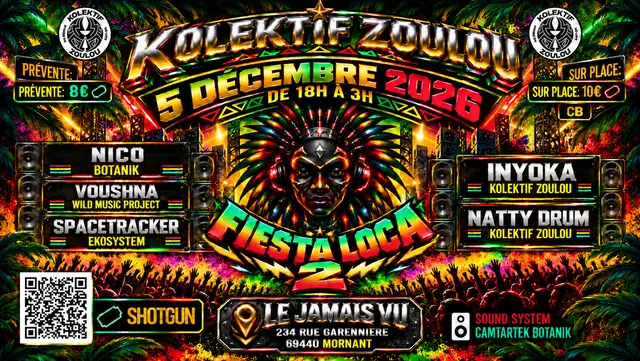 KOLEKTIF
ZOULOU
KOLEKTIF ZOULOU
KOLEKTIF
ZOULOU
5 DÉCEMBRE 2026
DE 18H À 3H
PRÉVENTE:
PRÉVENTE: 8€
SUR PLACE:
SUR PLACE: 10€
CB
NICO
BOTANIK
VOUSHNA
WILD MUSIC PROJECT
SPACETRACKER
EKOSYSTEM
INYOKA
KOLEKTIF ZOULOU
NATTY DRUM
KOLEKTIF ZOULOU
FIESTA LOCA
2
SHOTGUN
LE JAMAIS VU
234 RUE GARENNIERE
69440 MORNANT
SOUND SYSTEM
CAMTARTEK BOTANIK